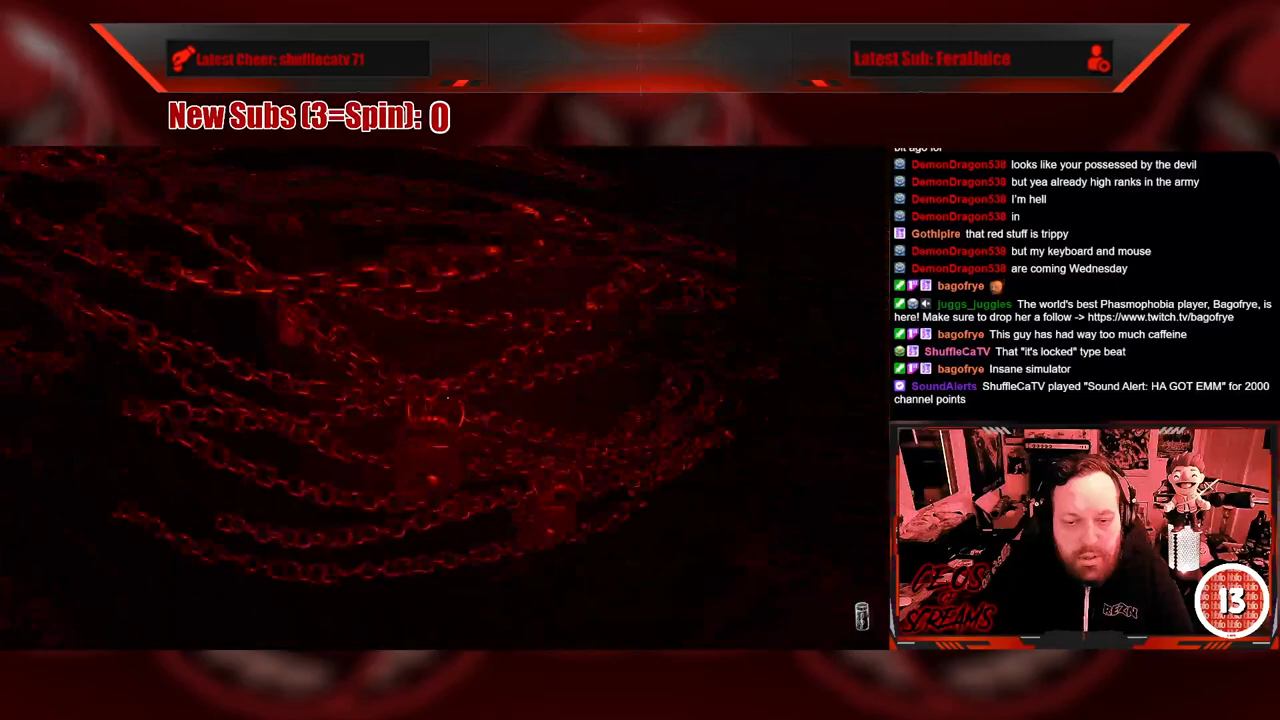 Latest Cheer: shufflecatv 71
Latest Sub: FeralJuice
New Subs (3=Spin): 0
DemonDragon538 looks like your possessed by the devil
DemonDragon538 but yea already high ranks in the army
DemonDragon538 I'm hell
DemonDragon538 in
Gothipire that red stuff is trippy
DemonDragon538 but my keyboard and mouse
DemonDragon538 are coming Wednesday
bagofrye
juggs_juggles The world's best Phasmophobia player, Bagofrye, is
here! Make sure to drop her a follow -> https://www.twitch.tv/bagofrye
bagofrye This guy has had way too much caffeine
ShuffleCaTV That "it's locked" type beat
bagofrye Insane simulator
SoundAlerts ShuffleCaTV played "Sound Alert: HA GOT EMM" for 2000
channel points
SCREAMS
REZN
13